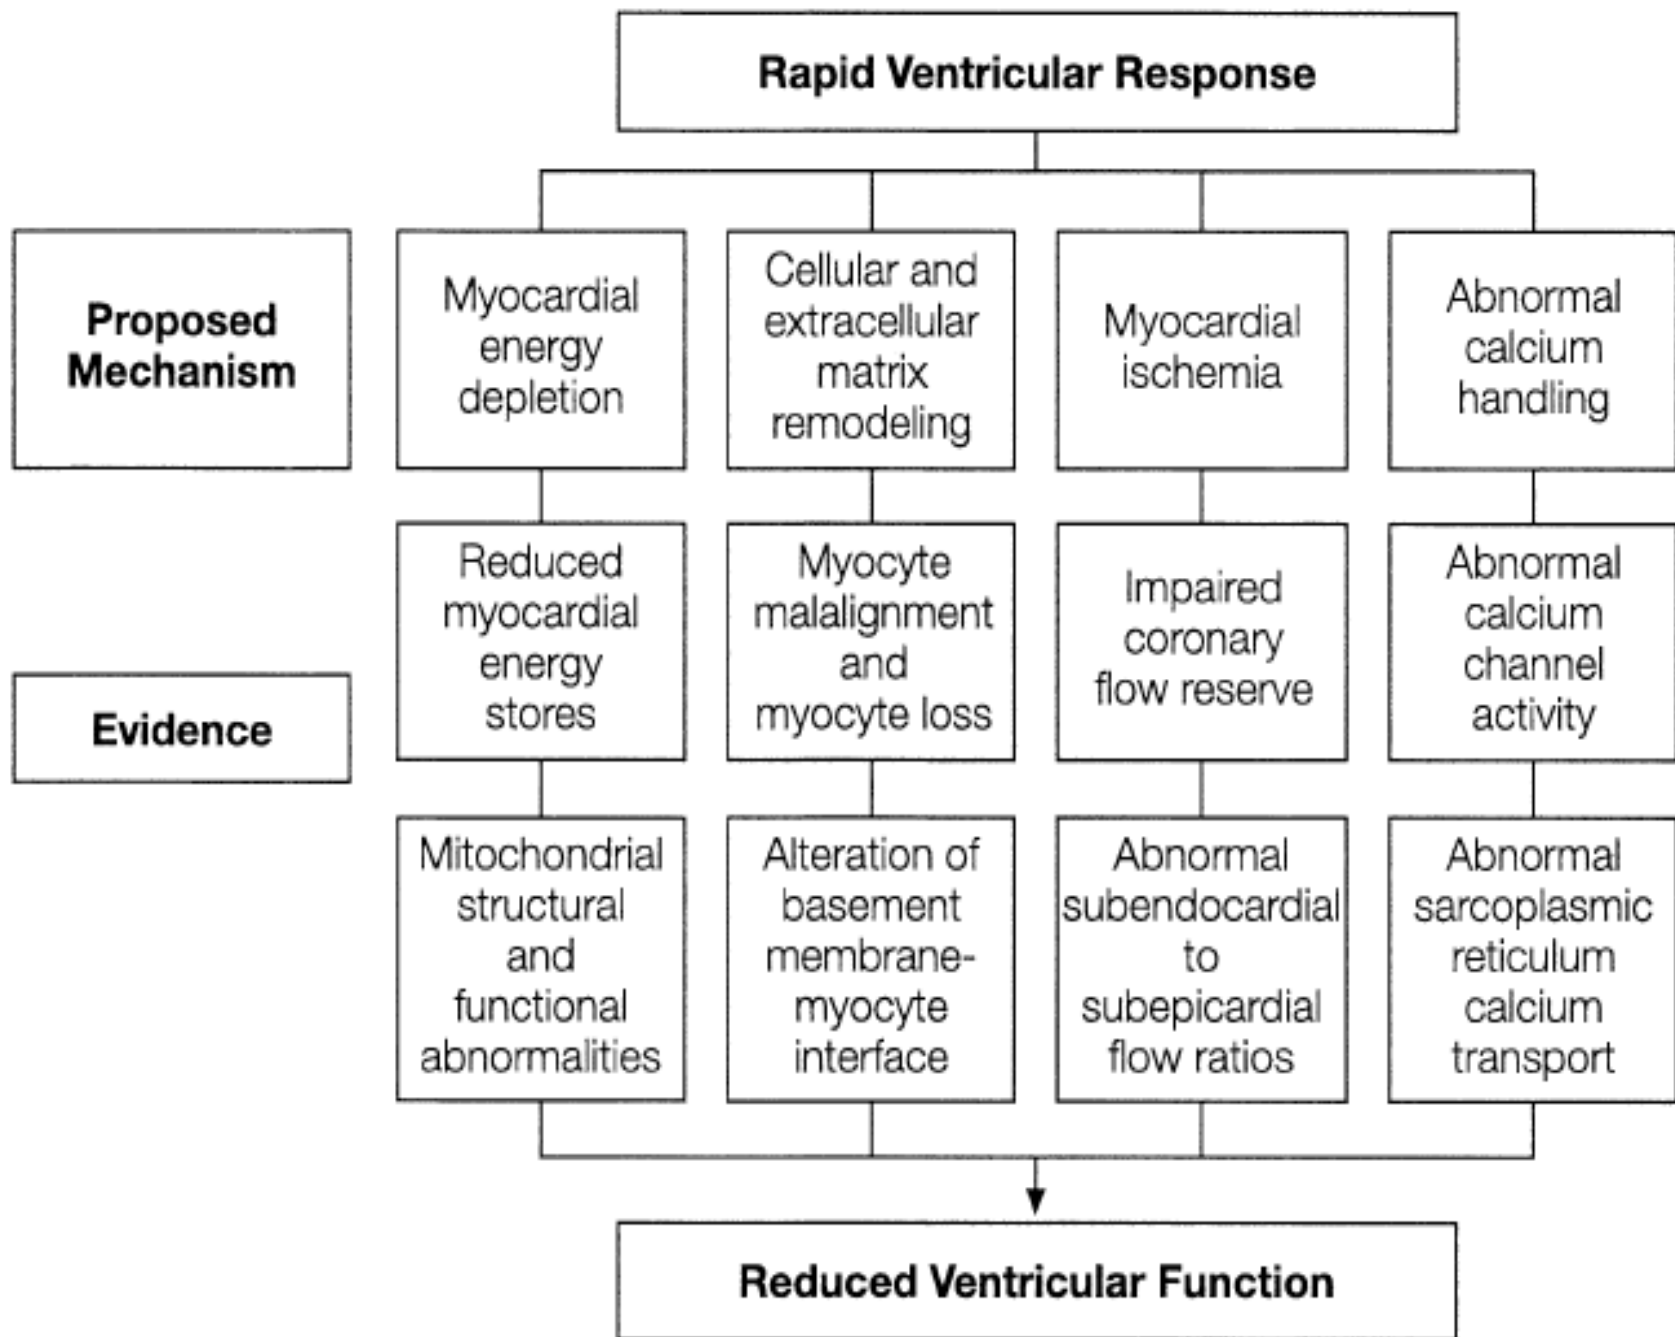 Rapid Ventricular Response
Proposed
Mechanism
Myocardial
energy
depletion
Cellular and
extracellular
matrix
remodeling
Myocardial
ischemia
Abnormal
calcium
handling
Evidence
Reduced
myocardial
energy
stores
Myocyte
malalignment
and
myocyte loss
Impaired
coronary
flow reserve
Abnormal
calcium
channel
activity
Mitochondrial
structural
and
functional
abnormalities
Alteration of
basement
membrane-
myocyte
interface
Abnormal
subendocardial
to
subepicardial
flow ratios
Abnormal
sarcoplasmic
reticulum
calcium
transport
Reduced Ventricular Function